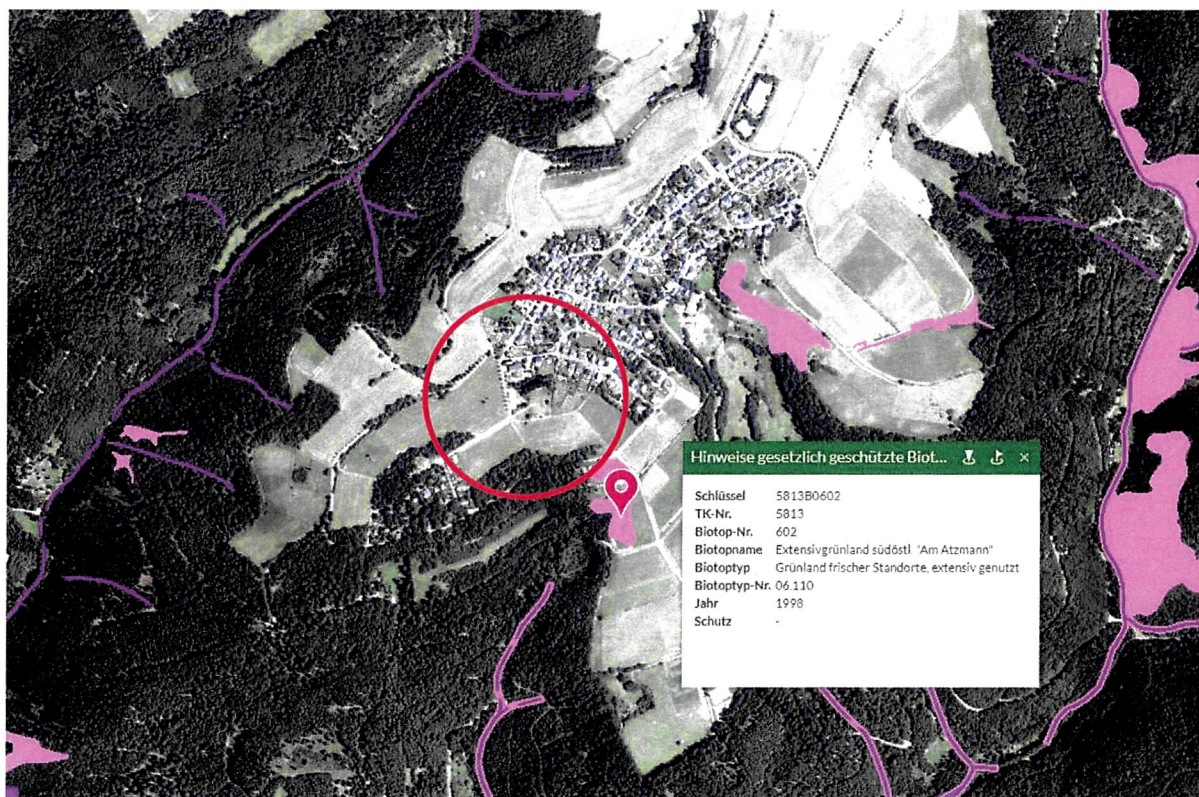 Hinweise gesetzlich geschützte Biot...
Schlüssel 5813B0602
TK-Nr. 5813
Biotop-Nr. 602
Biotopname Extensivgrünland südöstl. "Am Atzmann"
Biotoptyp Grünland frischer Standorte, extensiv genutzt
Biotoptyp-Nr. 06.110
Jahr 1998
Schutz -